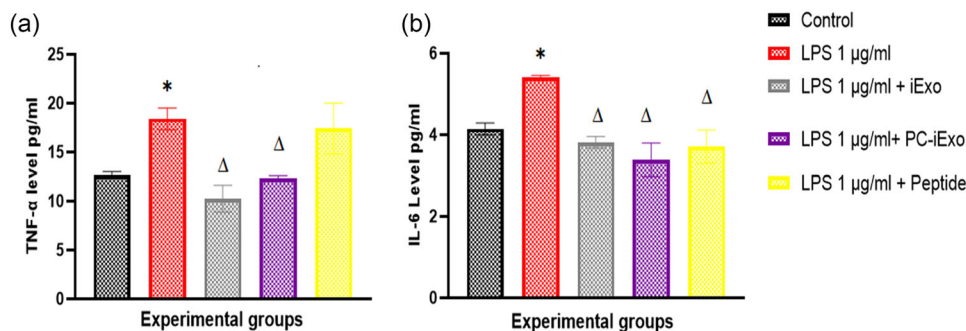 (a)
TNF-α level pg/ml
25
20
15
10
5
0
*
Δ
Δ
Experimental groups
(b)
IL-6 Level pg/ml
6
4
2
0
*
Δ
Δ
Δ
Experimental groups
Control
LPS 1 µg/ml
LPS 1 µg/ml + iExo
LPS 1 µg/ml+ PC-iExo
LPS 1 µg/ml + Peptide